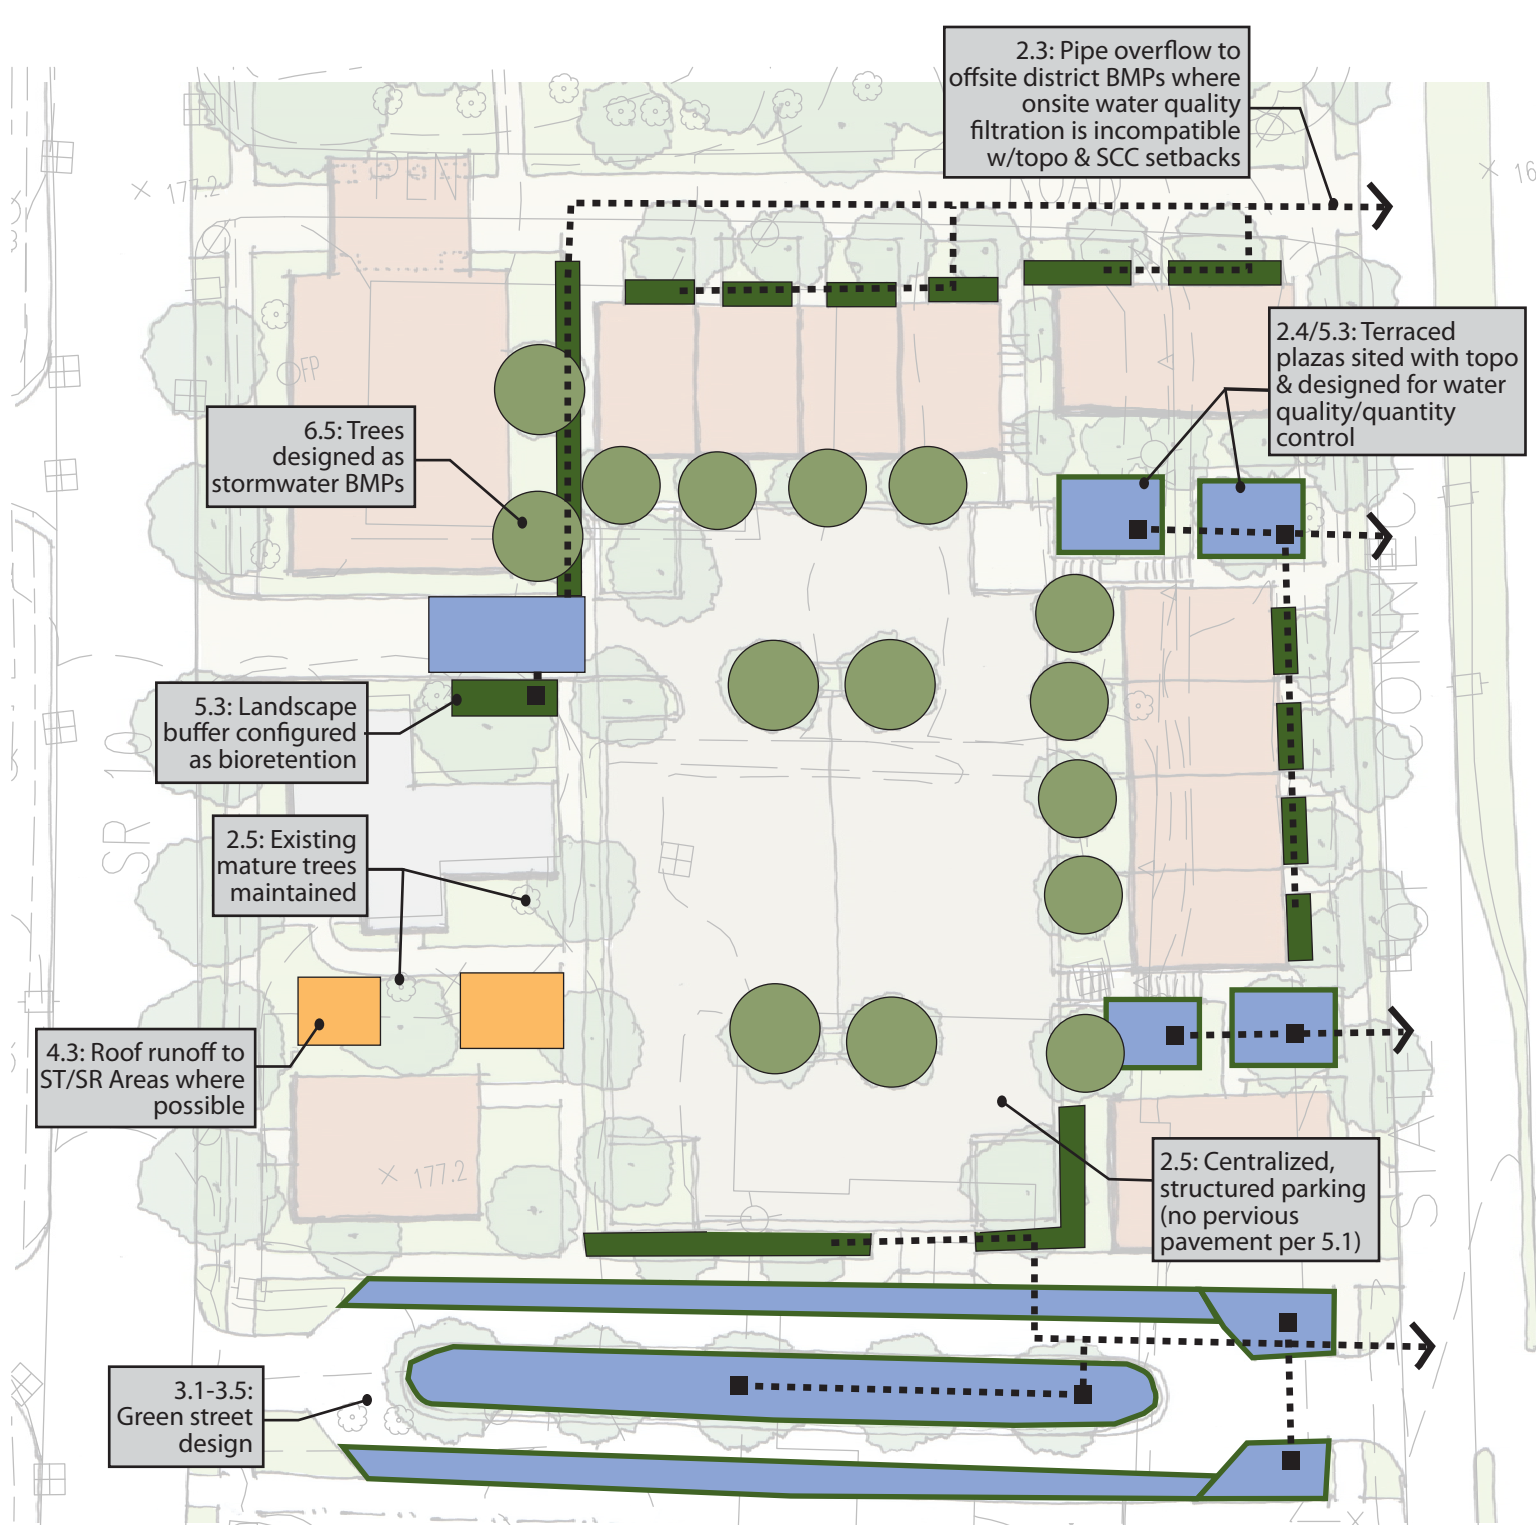 2.3: Pipe overflow to
offsite district BMPs where
onsite water quality
filtration is incompatible
w/topo & SCC setbacks
PEN
ROAD
× 177.2
× 16
2.4/5.3: Terraced
plazas sited with topo
& designed for water
quality/quantity
control
FP
6.5: Trees
designed as
stormwater BMPs
5.3: Landscape
buffer configured
as bioretention
SR
2.5: Existing
mature trees
maintained
4.3: Roof runoff to
ST/SR Areas where
possible
× 177.2
2.5: Centralized,
structured parking
(no pervious
pavement per 5.1)
3.1-3.5:
Green street
design